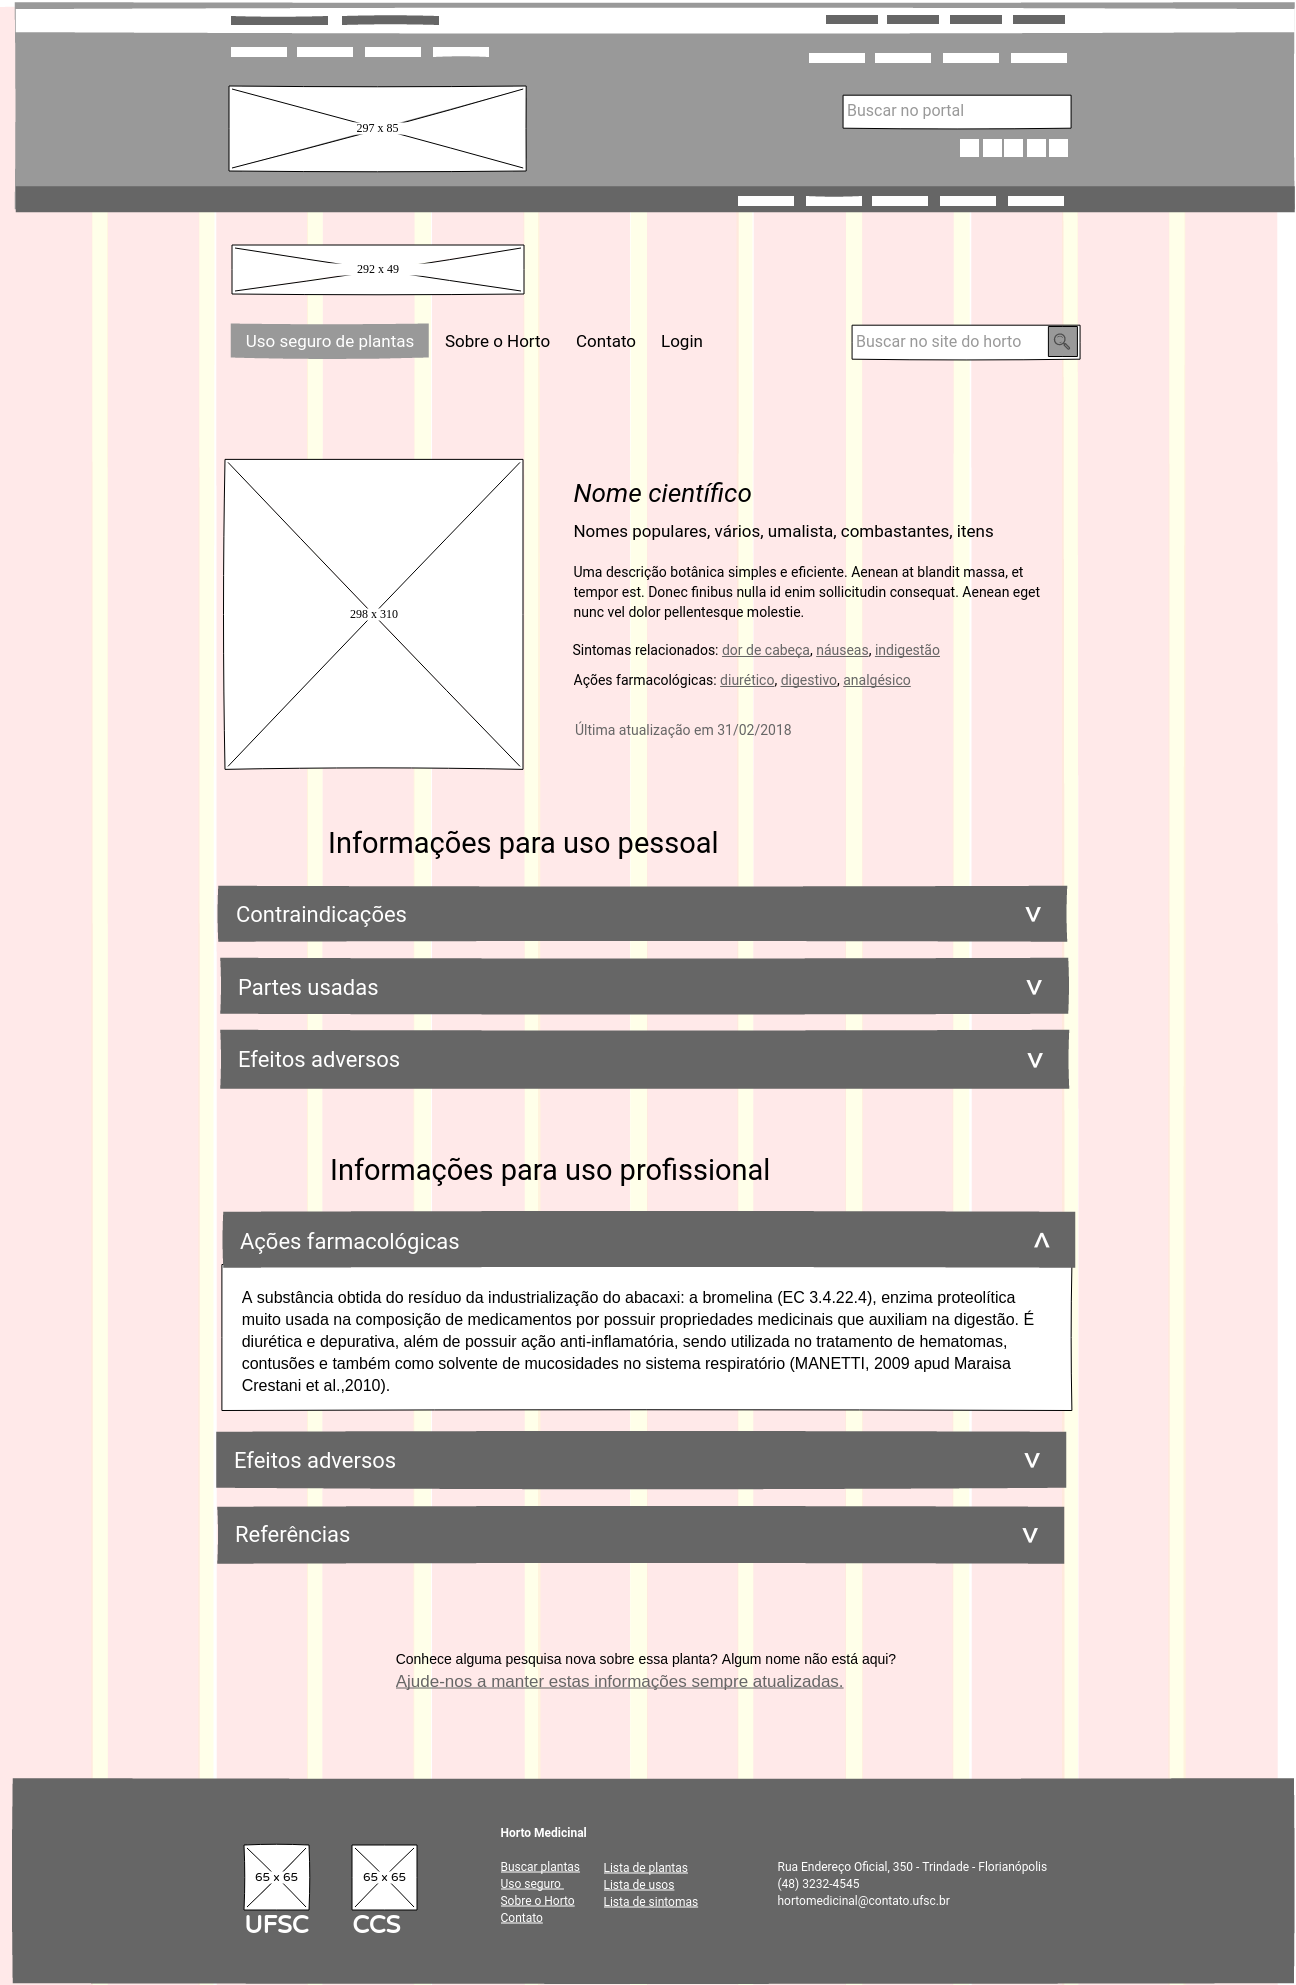 297 x 85
Buscar no portal
292 x 49
Uso seguro de plantas Sobre o Horto Contato Login
Buscar no site do horto
298 x 310
Nome científico
Nomes populares, vários, umalista, combastantes, itens
Uma descrição botânica simples e eficiente. Aenean at blandit massa, et
tempor est. Donec finibus nulla id enim sollicitudin consequat. Aenean eget
nunc vel dolor pellentesque molestie.
Sintomas relacionados: dor de cabeça, náuseas, indigestão
Ações farmacológicas: diurético, digestivo, analgésico
Última atualização em 31/02/2018
Informações para uso pessoal
Contraindicações
Partes usadas
Efeitos adversos
Informações para uso profissional
Ações farmacológicas
A substância obtida do resíduo da industrialização do abacaxi: a bromelina (EC 3.4.22.4), enzima proteolítica
muito usada na composição de medicamentos por possuir propriedades medicinais que auxiliam na digestão. É
diurética e depurativa, além de possuir ação anti-inflamatória, sendo utilizada no tratamento de hematomas,
contusões e também como solvente de mucosidades no sistema respiratório (MANETTI, 2009 apud Maraisa
Crestani et al.,2010).
Efeitos adversos
Referências
Conhece alguma pesquisa nova sobre essa planta? Algum nome não está aqui?
Ajude-nos a manter estas informações sempre atualizadas.
65 x 65
UFSC
65 x 65
CCS
Horto Medicinal
Buscar plantas
Uso seguro
Sobre o Horto
Contato
Lista de plantas
Lista de usos
Lista de sintomas
Rua Endereço Oficial, 350 - Trindade - Florianópolis
(48) 3232-4545
hortomedicinal@contato.ufsc.br